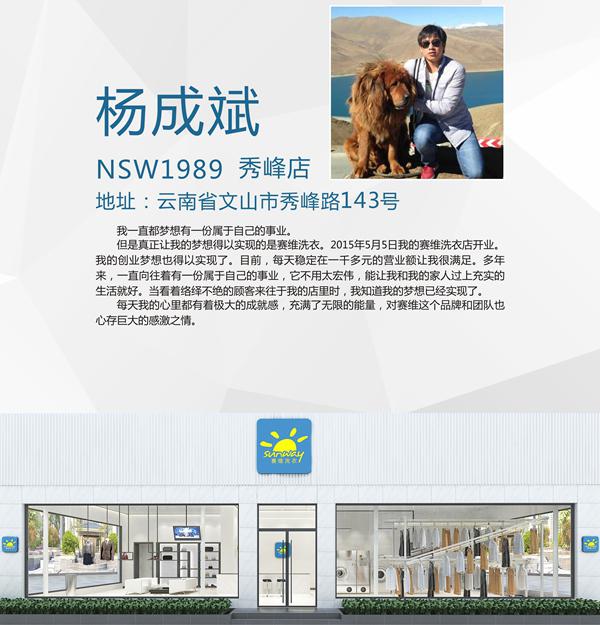 杨成斌
NSW1989 秀峰店
地址：云南省文山市秀峰路143号
我一直都梦想有一份属于自己的事业。
但是真正让我的梦想得以实现的是赛维洗衣。2015年5月5日我的赛维洗衣店开业。
我的创业梦想也得以实现了。目前，每天稳定在一千多元的营业额让我很满足。多年
来，一直向往着有一份属于自己的事业，它不用太宏伟，能让我和我的家人过上充实的
生活就好。当看着络绎不绝的顾客来往于我的店里时，我知道我的梦想已经实现了。
每天我的心里都有着极大的成就感，充满了无限的能量，对赛维这个品牌和团队也
心存巨大的感激之情。
sunway
赛维洗衣